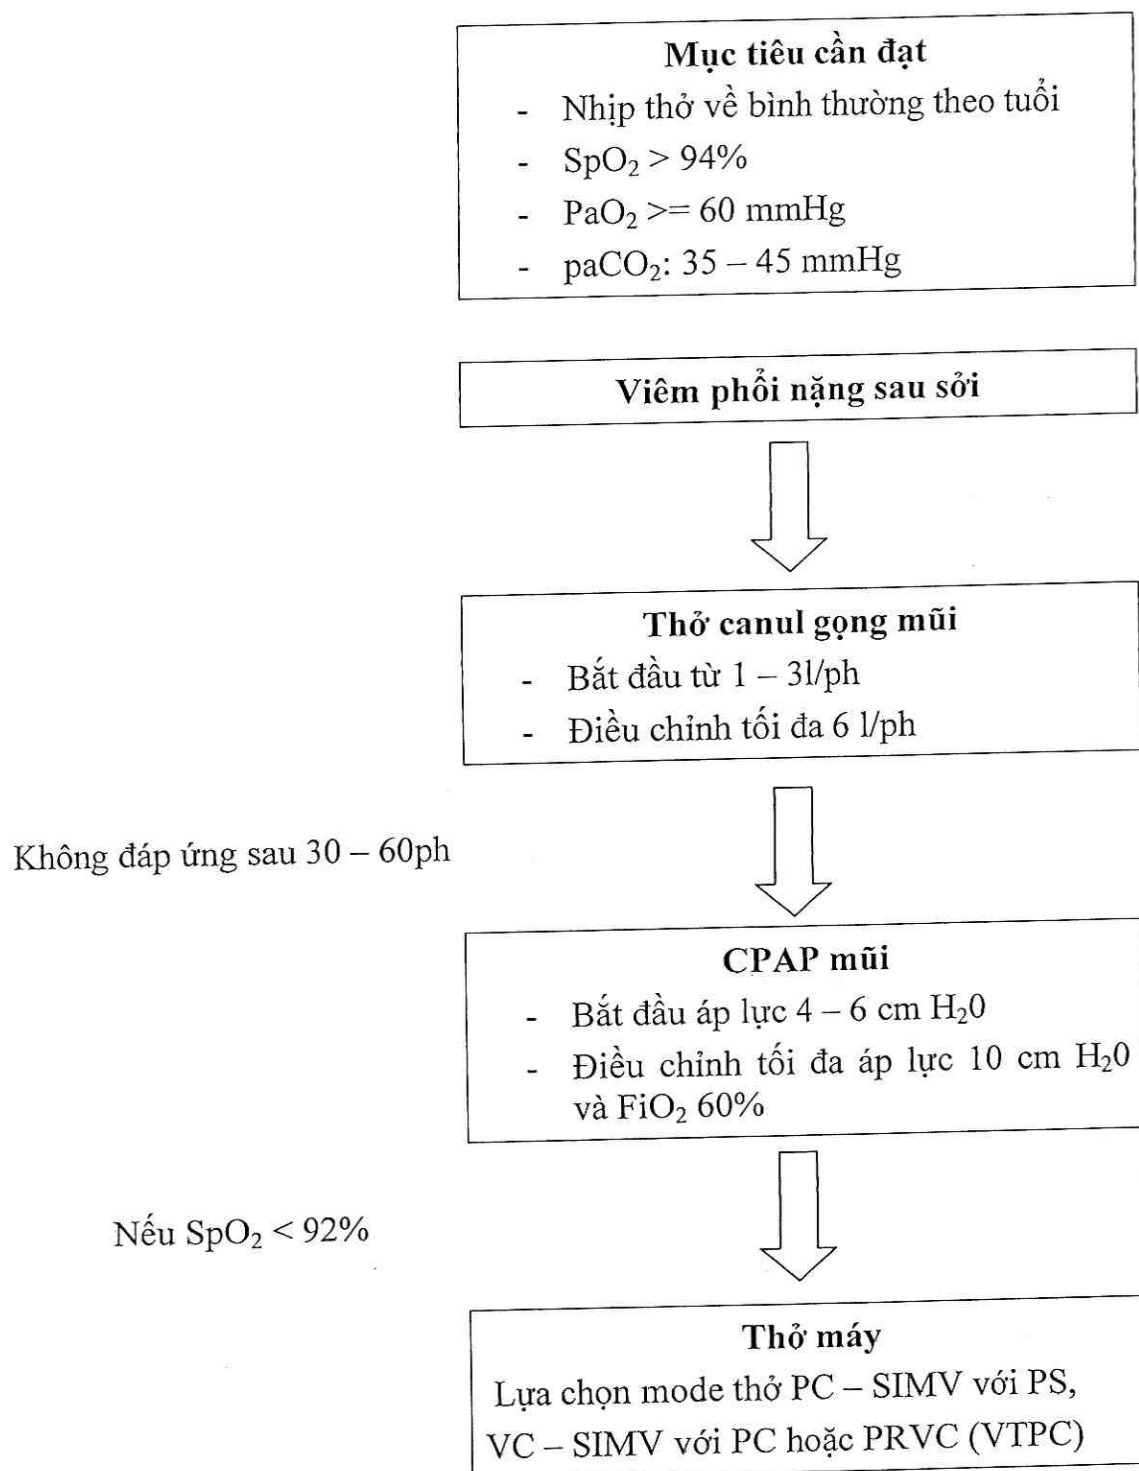 Mục tiêu cần đạt
- Nhịp thở về bình thường theo tuổi
- SpO₂ > 94%
- PaO₂ >= 60 mmHg
- paCO₂: 35 – 45 mmHg
Viêm phổi nặng sau sởi
Thở canul gọng mũi
- Bắt đầu từ 1 – 3l/ph
- Điều chỉnh tối đa 6 l/ph
Không đáp ứng sau 30 – 60ph
CPAP mũi
- Bắt đầu áp lực 4 – 6 cm H₂0
- Điều chỉnh tối đa áp lực 10 cm H₂0
và FiO₂ 60%
Nếu SpO₂ < 92%
Thở máy
Lựa chọn mode thở PC – SIMV với PS,
VC – SIMV với PC hoặc PRVC (VTPC)